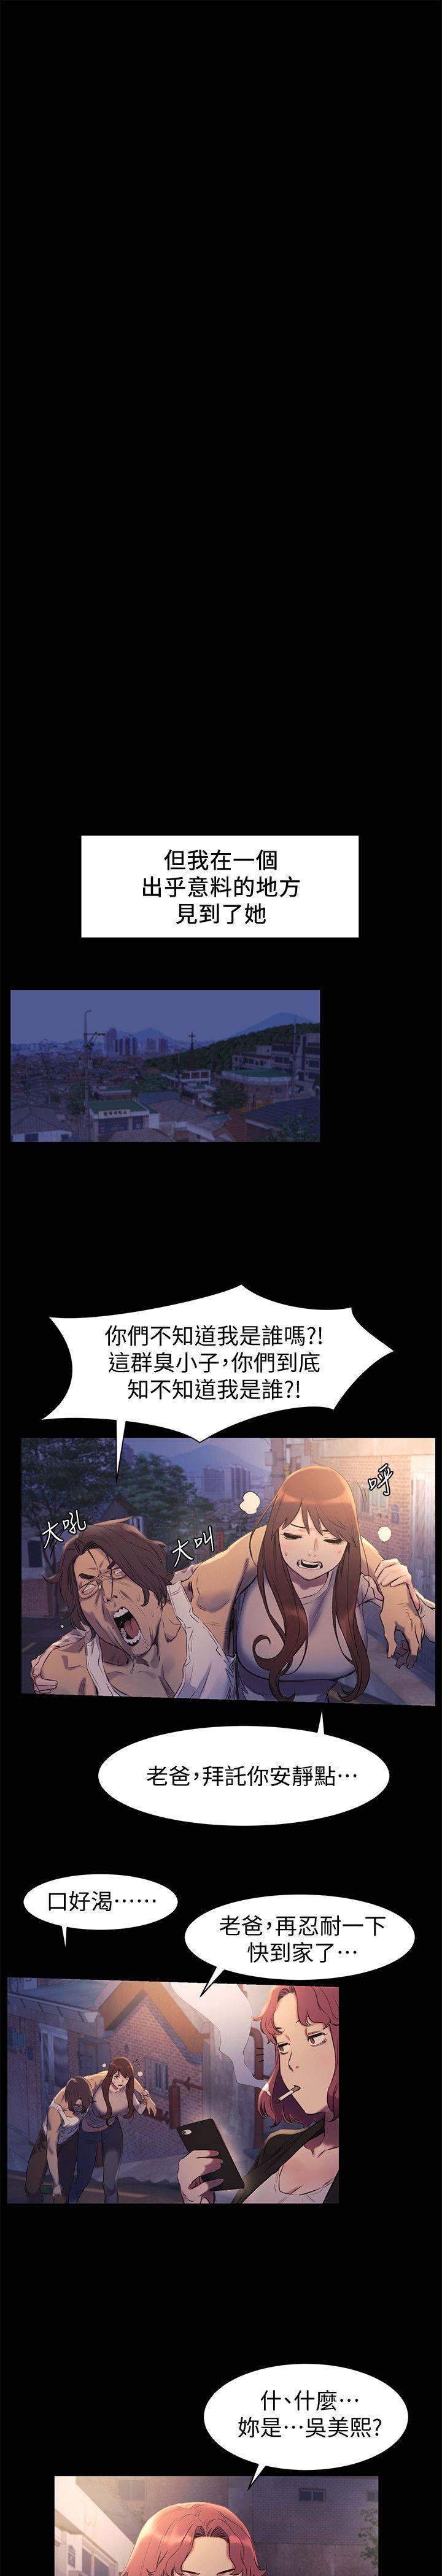 但我在一個
出乎意料的地方
見到了她
你們不知道我是誰嗎?!
這群臭小子,你們到底
知不知道我是誰?!
大吼
大叫
呼
老爸,拜託你安靜點…
口好渴……
老爸,再忍耐一下
快到家了…
什、什麼…
妳是…吳美熙?